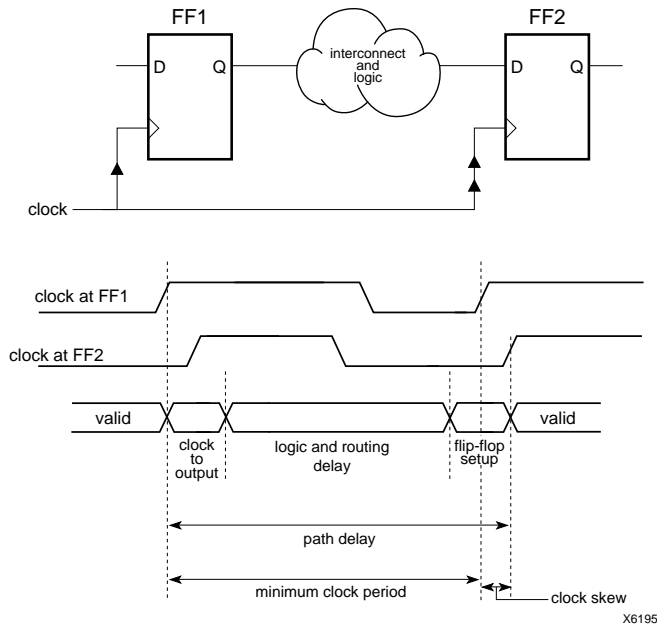 FF1
FF2
D
Q
interconnect
and
logic
D
Q
clock
clock at FF1
clock at FF2
valid
valid
clock
to
output
logic and routing
delay
flip-flop
setup
path delay
minimum clock period
clock skew
X6195